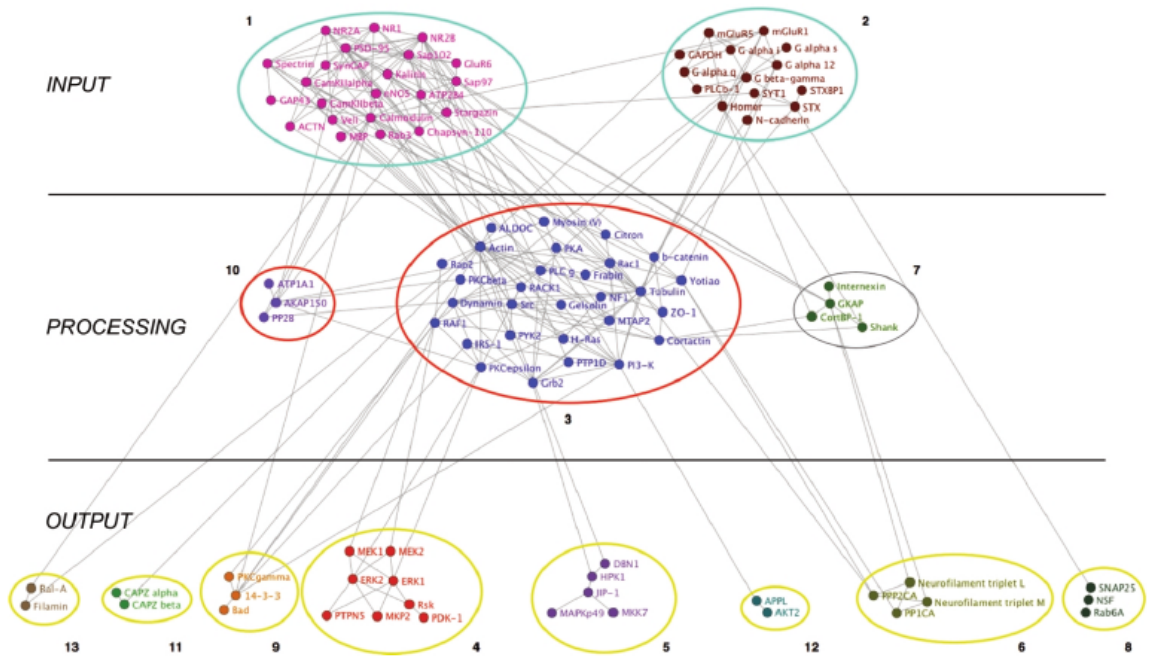 1
2
INPUT
NR2A
NR1
NR2B
PSD-95
Sap102
Spectrin
SynGAP
GluR6
Kalirin
CamKIIalpha
Sap97
nNOS
ATP2B4
GAP43
CamKIIbeta
Stargazin
Veli
Calmodulin
ACTN
MBP
Rab3
Chapsyn-110
mGluR5
mGluR1
G alpha i
G alpha s
GAPDH
G alpha 12
G alpha q
G beta-gamma
PLCb-1
SYT1
STXBP1
Homer
STX
N-cadherin
PROCESSING
10
7
3
ATP1A1
AKAP150
PP2B
ALDOC
Myosin (V)
Citron
Actin
PKA
b-catenin
Rap2
Rac1
PLC g
Frabin
PKCbeta
Yotiao
RACK1
Tubulin
NF1
Dynamin
Src
Gelsolin
ZO-1
RAF1
MTAP2
PYK2
H-Ras
IRS-1
Cortactin
PTP1D
PI3-K
PKCepsilon
Grb2
Internexin
GKAP
CortBP-1
Shank
OUTPUT
Ral-A
Filamin
CAPZ alpha
CAPZ beta
PKCgamma
14-3-3
Bad
MEK1
MEK2
ERK2
ERK1
Rsk
PTPN5
MKP2
PDK-1
DBN1
HPK1
JIP-1
MAPKp49
MKK7
APPL
AKT2
Neurofilament triplet L
PPP2CA
Neurofilament triplet M
PP1CA
SNAP25
NSF
Rab6A
13
11
9
4
5
12
6
8